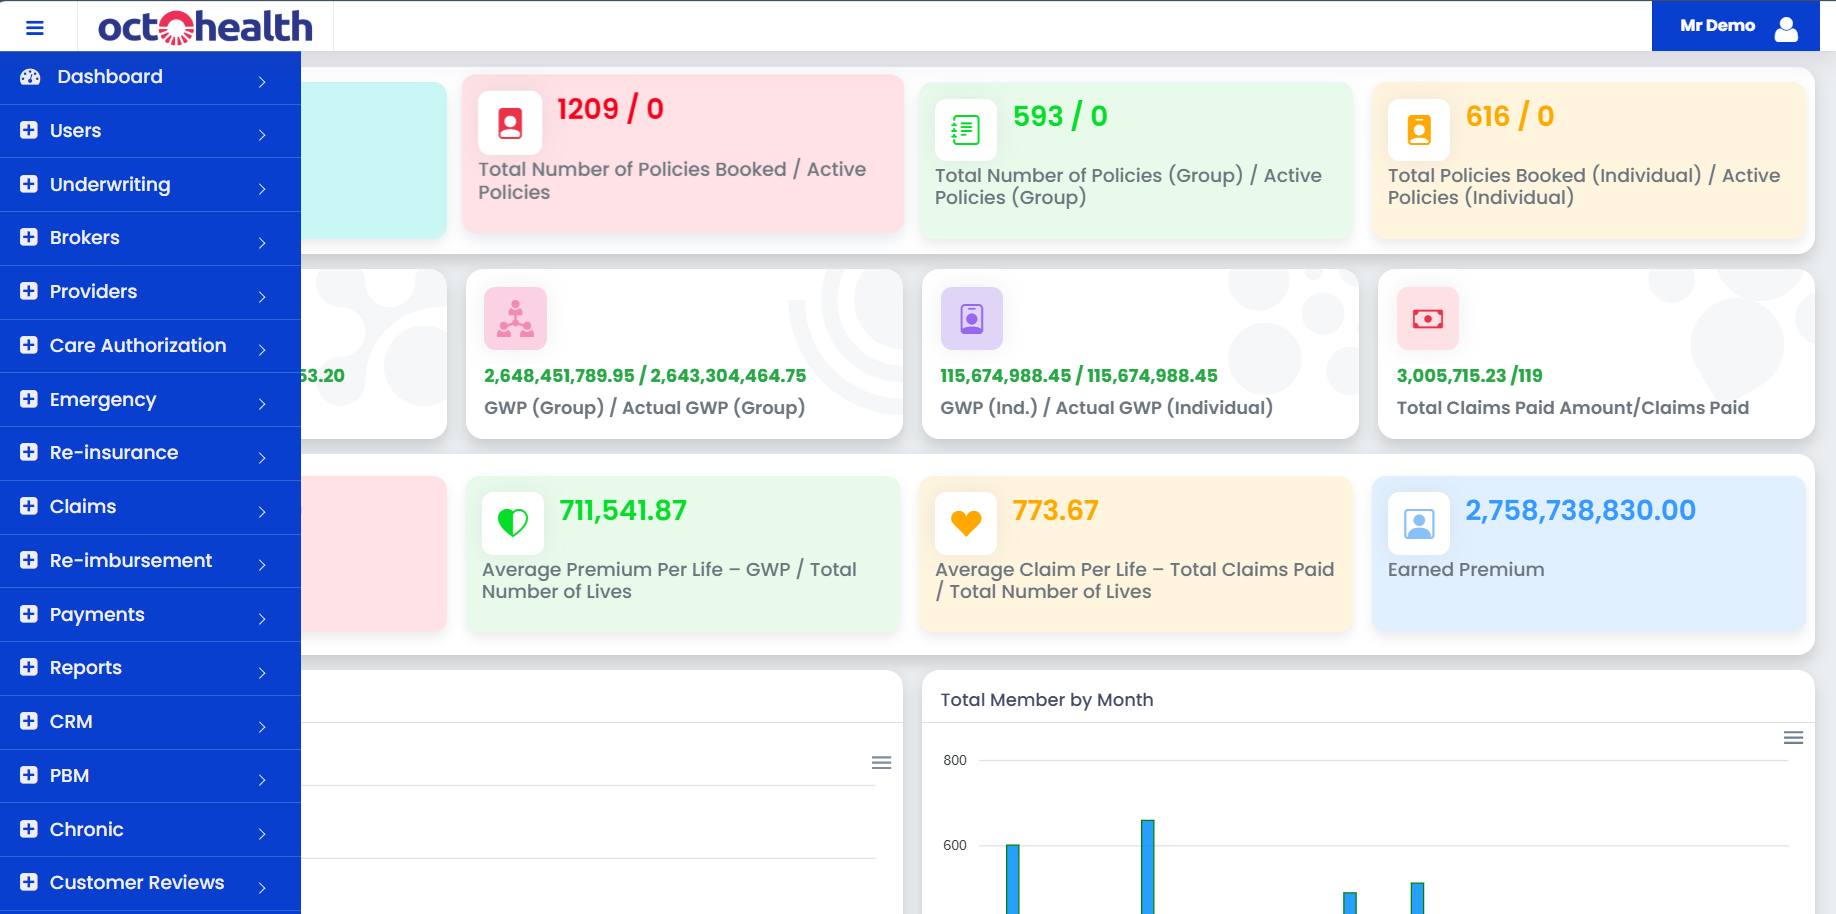 octohealth
Mr Demo
Dashboard
Users
Underwriting
Brokers
Providers
Care Authorization
Emergency
Re-insurance
Claims
Re-imbursement
Payments
Reports
CRM
PBM
Chronic
Customer Reviews
1209 / 0
Total Number of Policies Booked / Active
Policies
593 / 0
Total Number of Policies (Group) / Active
Policies (Group)
616 / 0
Total Policies Booked (Individual) / Active
Policies (Individual)
53.20
2,648,451,789.95 / 2,643,304,464.75
GWP (Group) / Actual GWP (Group)
115,674,988.45 / 115,674,988.45
GWP (Ind.) / Actual GWP (Individual)
3,005,715.23 /119
Total Claims Paid Amount/Claims Paid
711,541.87
Average Premium Per Life – GWP / Total
Number of Lives
773.67
Average Claim Per Life – Total Claims Paid
/ Total Number of Lives
2,758,738,830.00
Earned Premium
Total Member by Month
800
600